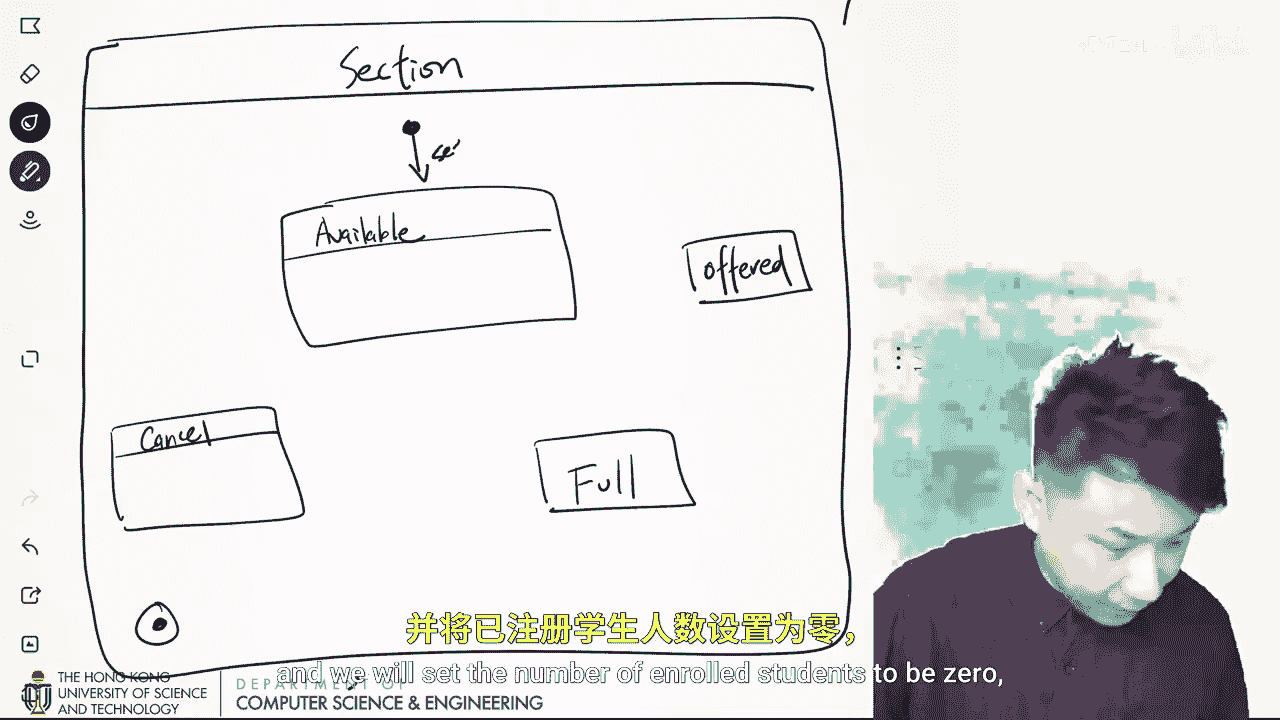 Section
Available
offered
Cancel
Full
并将已注册学生人数设置为零，
and we will set the number of enrolled students to be zero,
THE HONG KONG
UNIVERSITY OF SCIENCE
AND TECHNOLOGY
DEPARTMENT OF
COMPUTER SCIENCE & ENGINEERING